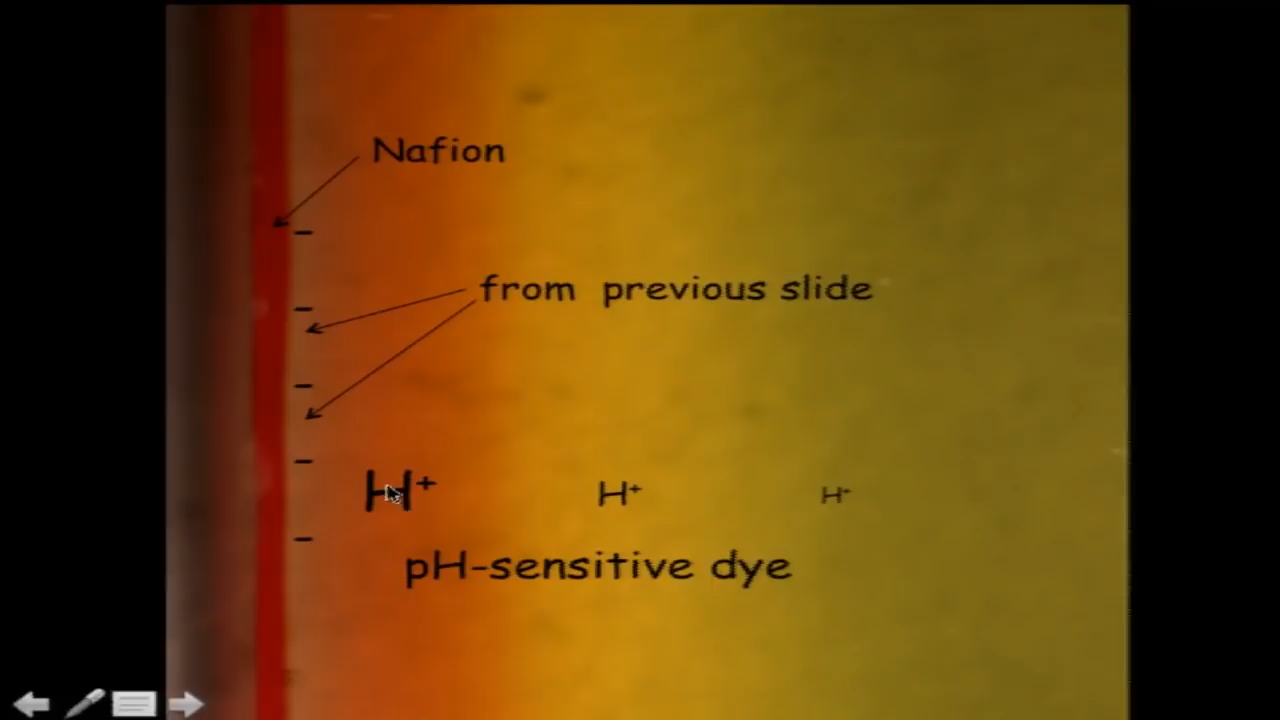 Nafion
–
–
from previous slide
–
–
H⁺ H⁺ H⁺
–
pH-sensitive dye